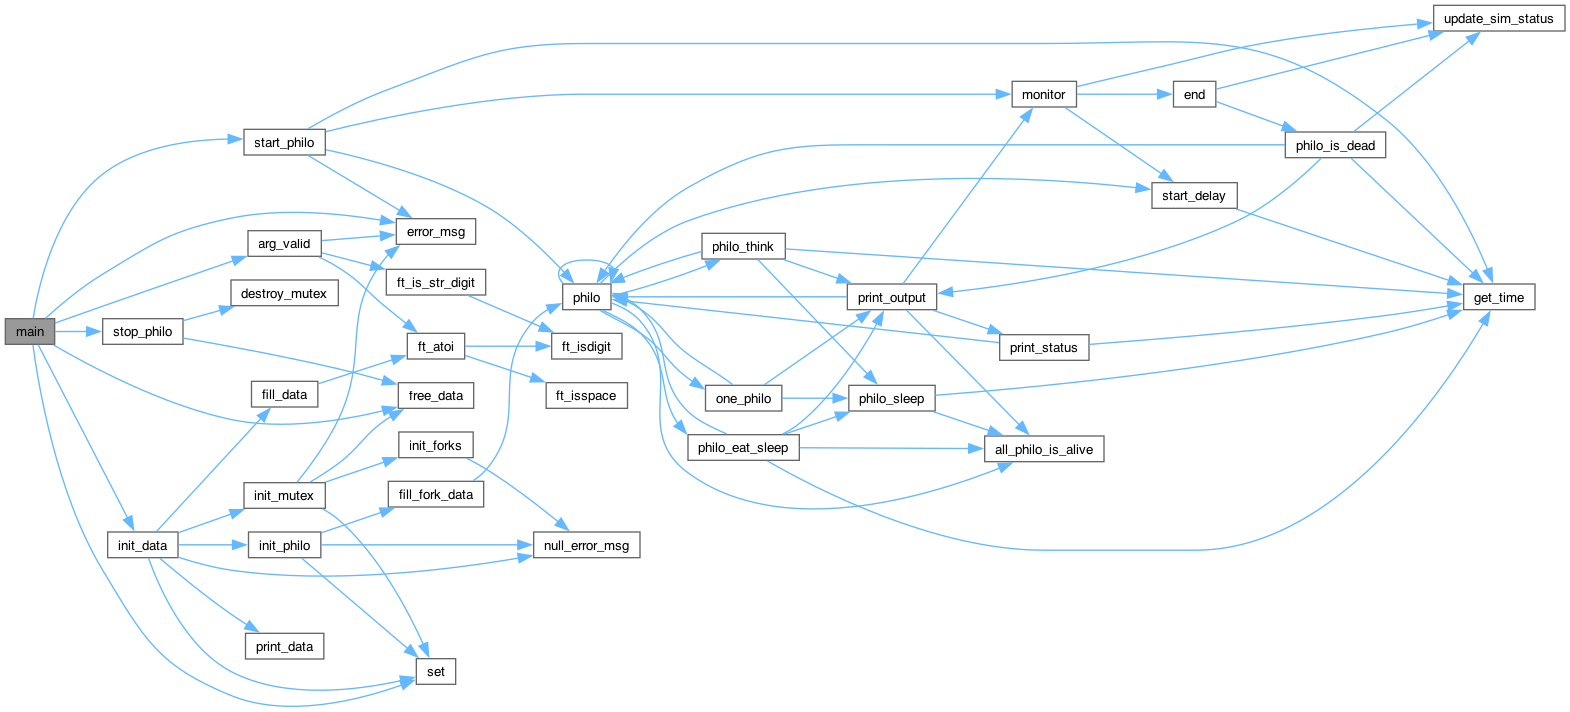 main
start_philo
arg_valid
stop_philo
destroy_mutex
fill_data
init_data
init_mutex
init_philo
print_data
error_msg
ft_is_str_digit
ft_atoi
free_data
init_forks
fill_fork_data
set
philo
ft_isdigit
ft_isspace
null_error_msg
philo_think
one_philo
philo_eat_sleep
print_output
philo_sleep
monitor
print_status
all_philo_is_alive
end
start_delay
philo_is_dead
update_sim_status
get_time